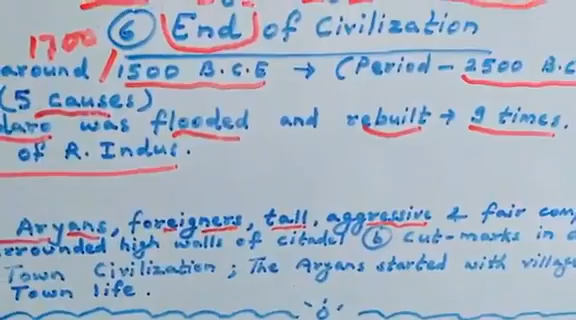 ⑥ End of Civilization
1700
around / 1500 B.C.E → (Period - 2500 B.C
(5 causes)
daro was flooded and rebuilt → 9 times.
of R. Indus.
Aryans, foreigners, tall, aggressive & fair com
rrounded high walls of citadel ⑥ Cut-marks in
Town Civilization ; The Aryans started with villag
Town life.